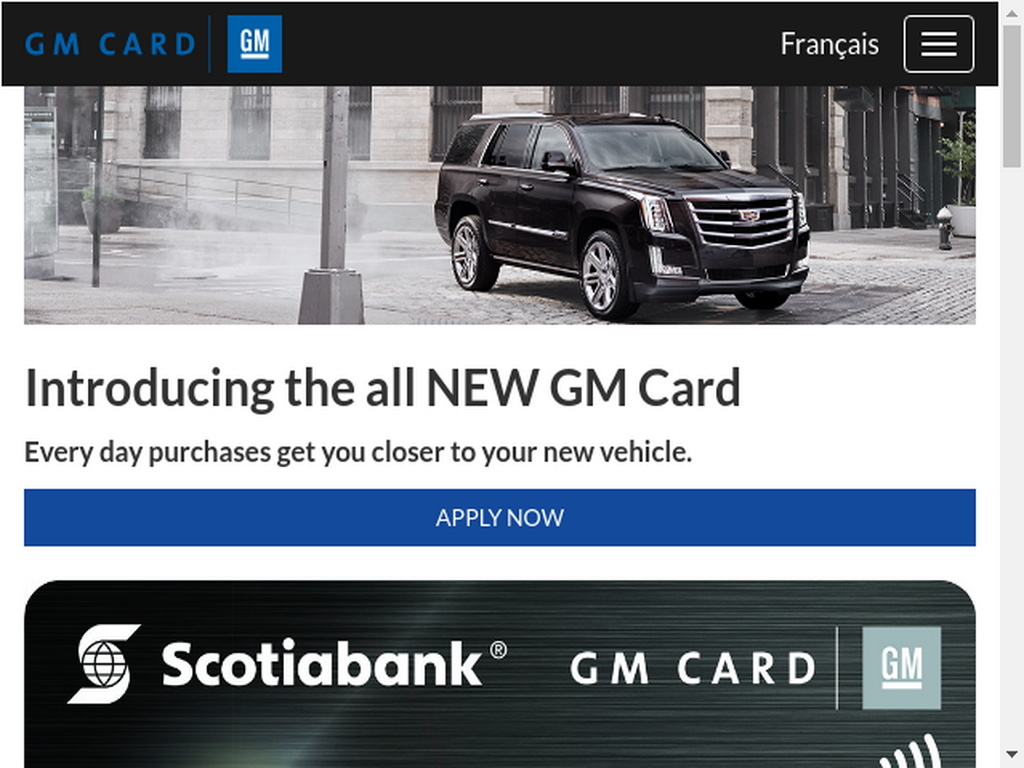 GM CARD GM Français
Introducing the all NEW GM Card
Every day purchases get you closer to your new vehicle.
APPLY NOW
Scotiabank® GM CARD GM